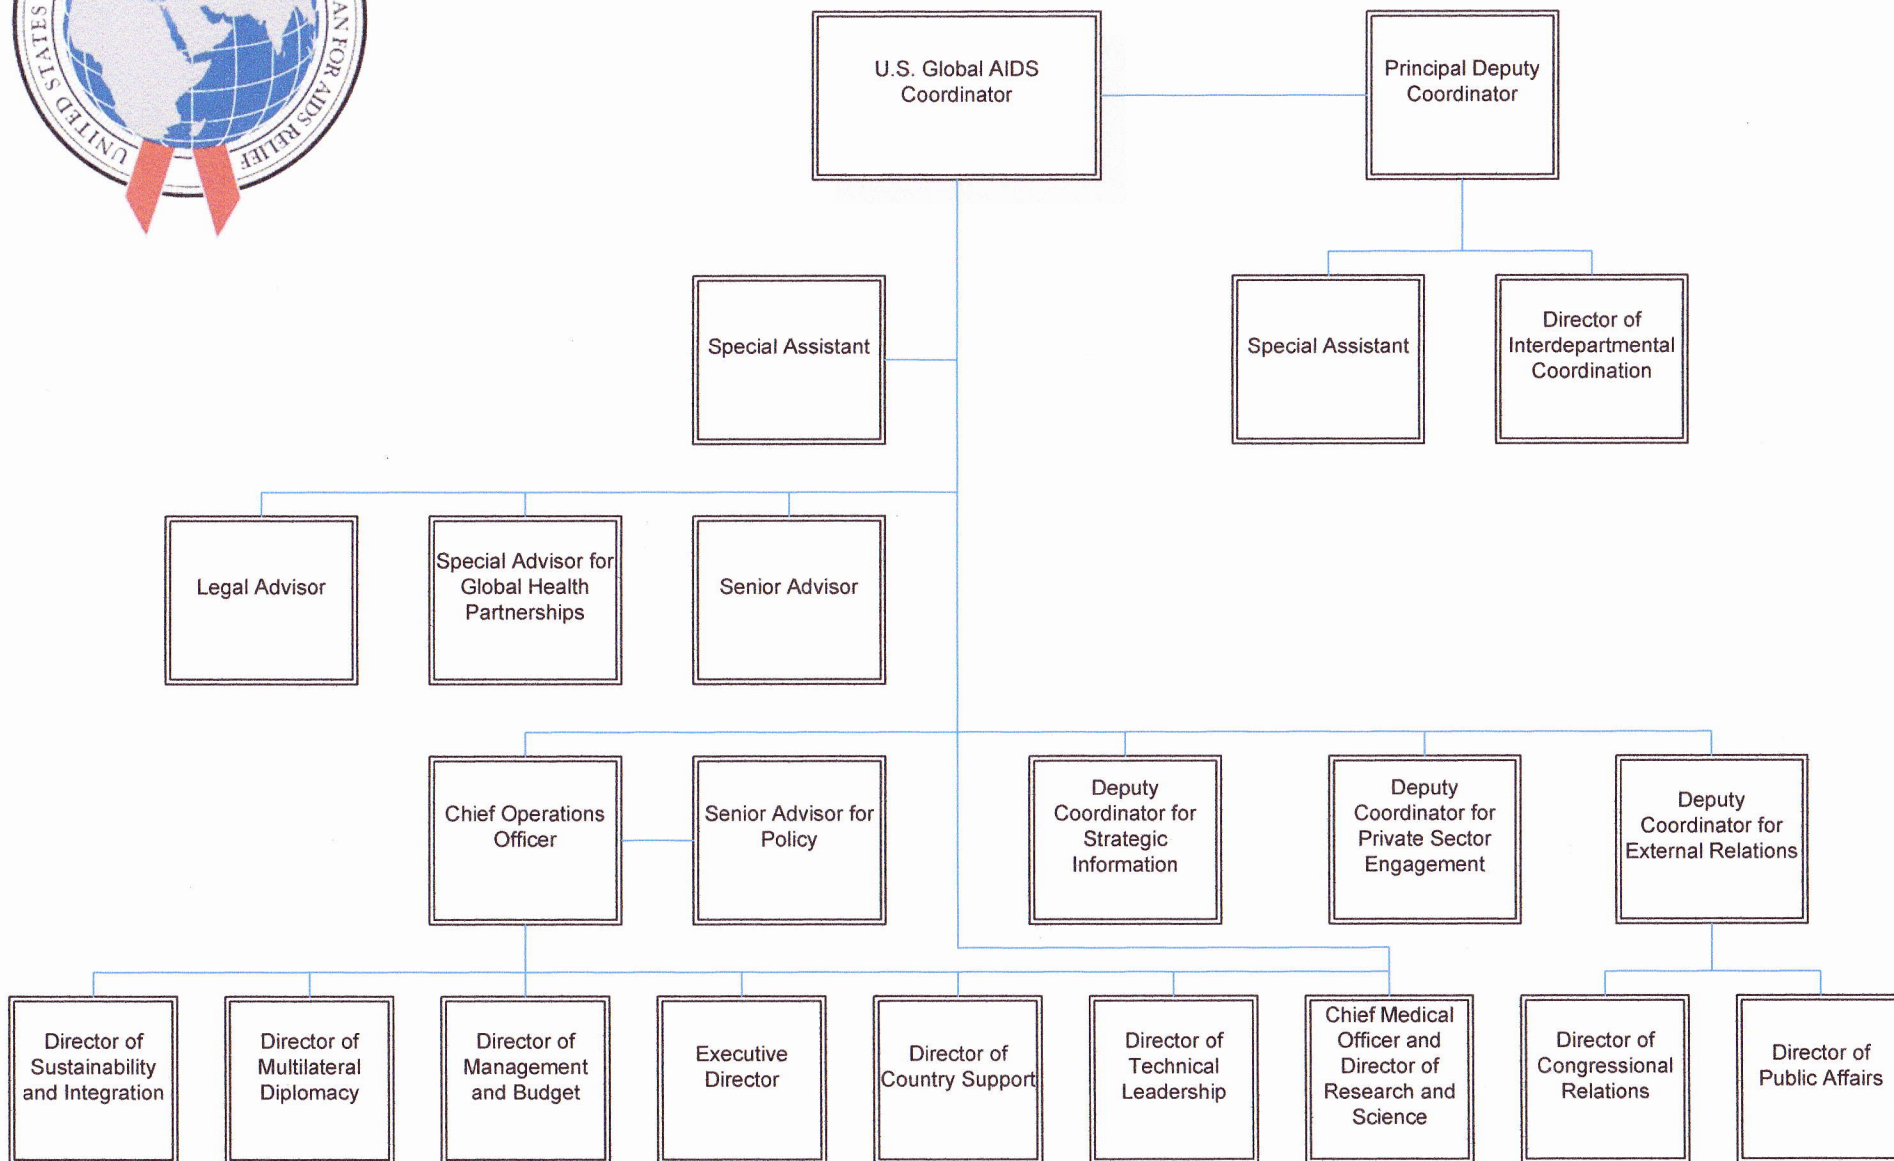 UNITED STATES
AN FOR AIDS RELIEF
U.S. Global AIDS
Coordinator
Principal Deputy
Coordinator
Special Assistant
Special Assistant
Director of
Interdepartmental
Coordination
Legal Advisor
Special Advisor for
Global Health
Partnerships
Senior Advisor
Chief Operations
Officer
Senior Advisor for
Policy
Deputy
Coordinator for
Strategic
Information
Deputy
Coordinator for
Private Sector
Engagement
Deputy
Coordinator for
External Relations
Director of
Sustainability
and Integration
Director of
Multilateral
Diplomacy
Director of
Management
and Budget
Executive
Director
Director of
Country Support
Director of
Technical
Leadership
Chief Medical
Officer and
Director of
Research and
Science
Director of
Congressional
Relations
Director of
Public Affairs